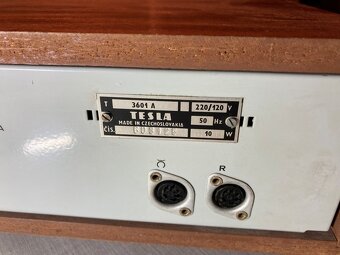 T 3601 A 220/120 V
TESLA 50 Hz
MADE IN CZECHOSLOVAKIA
Čís. 10 W
A
R